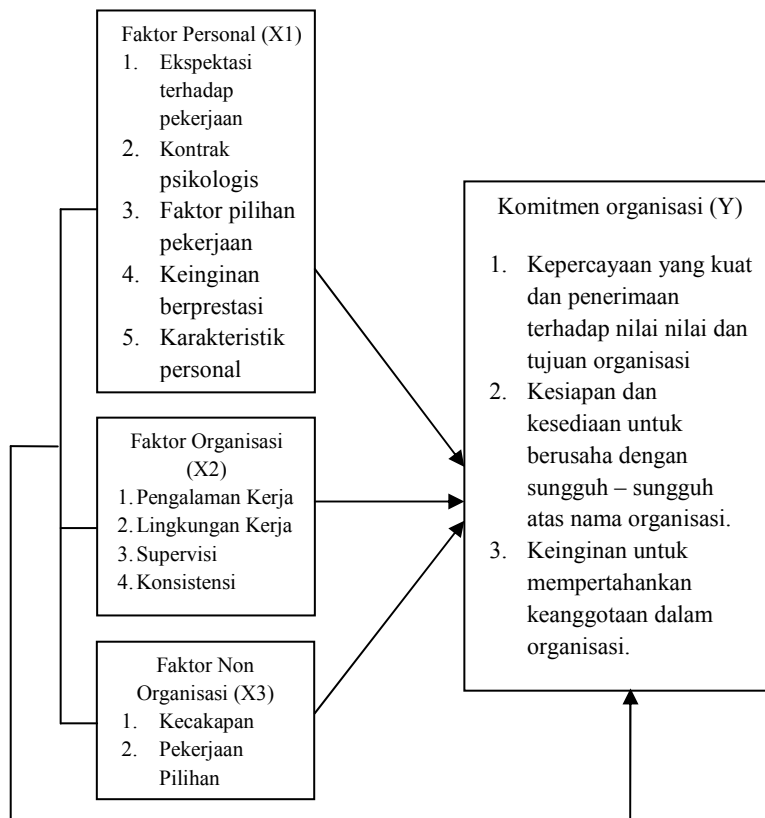 Faktor Personal (X1)
1. Ekspektasi
terhadap
pekerjaan
2. Kontrak
psikologis
3. Faktor pilihan
pekerjaan
4. Keinginan
berprestasi
5. Karakteristik
personal
Faktor Organisasi
(X2)
1. Pengalaman Kerja
2. Lingkungan Kerja
3. Supervisi
4. Konsistensi
Faktor Non
Organisasi (X3)
1. Kecakapan
2. Pekerjaan
Pilihan
Komitmen organisasi (Y)
1. Kepercayaan yang kuat
dan penerimaan
terhadap nilai nilai dan
tujuan organisasi
2. Kesiapan dan
kesediaan untuk
berusaha dengan
sungguh – sungguh
atas nama organisasi.
3. Keinginan untuk
mempertahankan
keanggotaan dalam
organisasi.